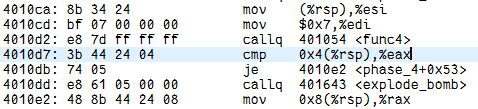 4010ca: 8b 34 24 mov (%rsp),%esi
4010cd: bf 07 00 00 00 mov $0x7,%edi
4010d2: e8 7d ff ff ff callq 401054 <func4>
4010d7: 3b 44 24 04 cmp 0x4(%rsp),%eax
4010db: 74 05 je 4010e2 <phase_4+0x53>
4010dd: e8 61 05 00 00 callq 401643 <explode_bomb>
4010e2: 48 8b 44 24 08 mov 0x8(%rsp),%rax